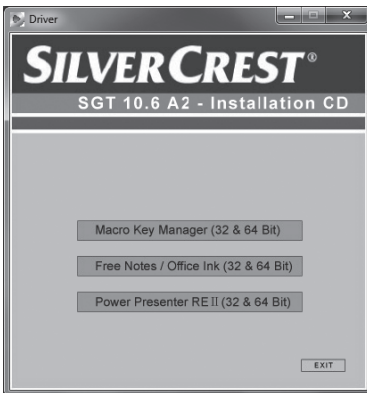 Driver
SILVERCREST®
SGT 10.6 A2 - Installation CD
Macro Key Manager (32 & 64 Bit)
Free Notes / Office Ink (32 & 64 Bit)
Power Presenter RE II (32 & 64 Bit)
EXIT